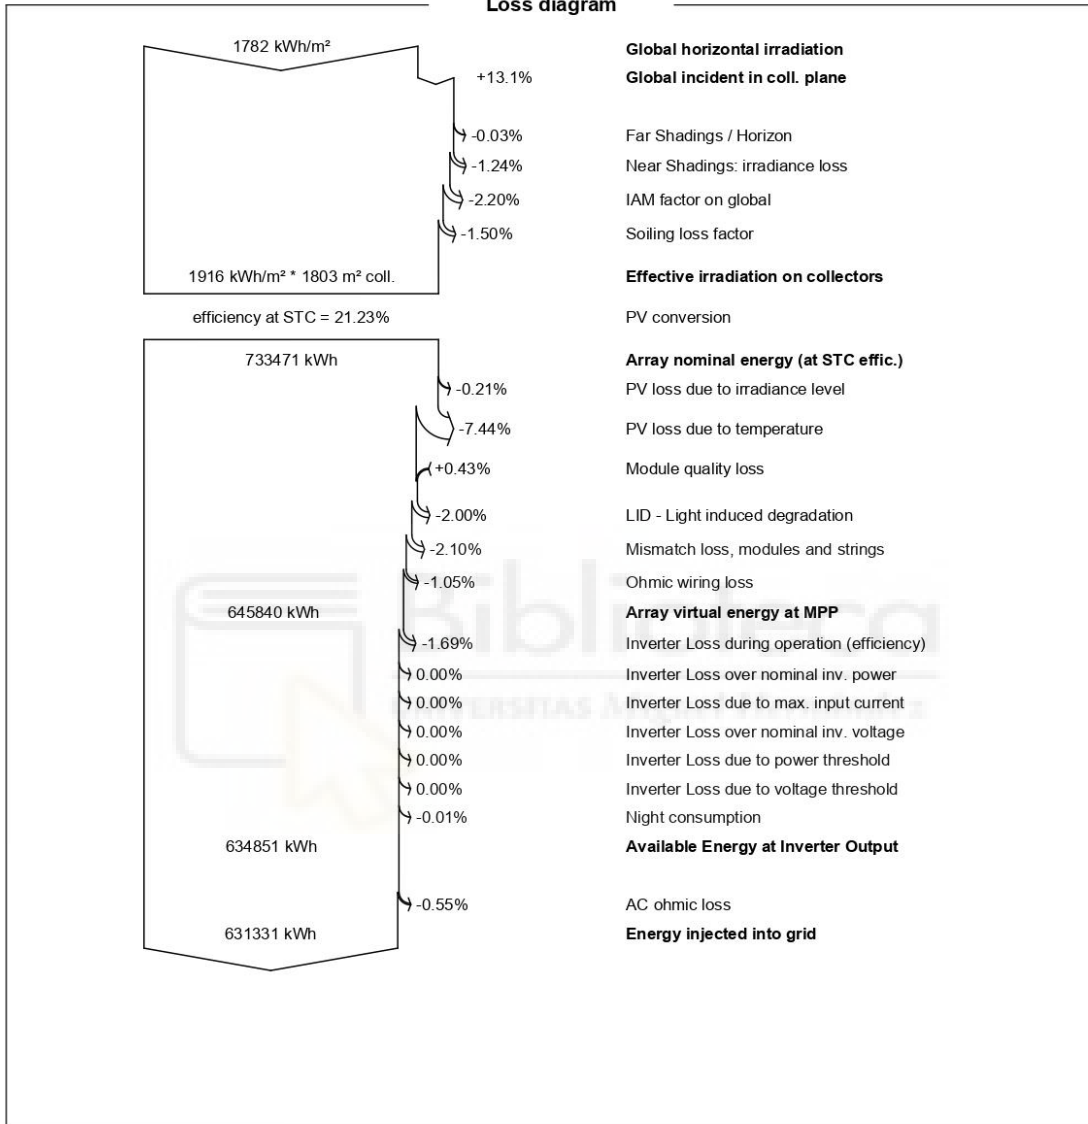 Loss diagram
1782 kWh/m² Global horizontal irradiation
+13.1% Global incident in coll. plane
-0.03% Far Shadings / Horizon
-1.24% Near Shadings: irradiance loss
-2.20% IAM factor on global
-1.50% Soiling loss factor
1916 kWh/m² * 1803 m² coll. Effective irradiation on collectors
efficiency at STC = 21.23% PV conversion
733471 kWh Array nominal energy (at STC effic.)
-0.21% PV loss due to irradiance level
-7.44% PV loss due to temperature
+0.43% Module quality loss
-2.00% LID - Light induced degradation
-2.10% Mismatch loss, modules and strings
-1.05% Ohmic wiring loss
Biblioteca
645840 kWh Array virtual energy at MPP
-1.69% Inverter Loss during operation (efficiency)
0.00% Inverter Loss over nominal inv. power
0.00% Inverter Loss due to max. input current
UNIVERSITAS Miguel Hernández
0.00% Inverter Loss over nominal inv. voltage
0.00% Inverter Loss due to power threshold
0.00% Inverter Loss due to voltage threshold
-0.01% Night consumption
634851 kWh Available Energy at Inverter Output
-0.55% AC ohmic loss
631331 kWh Energy injected into grid